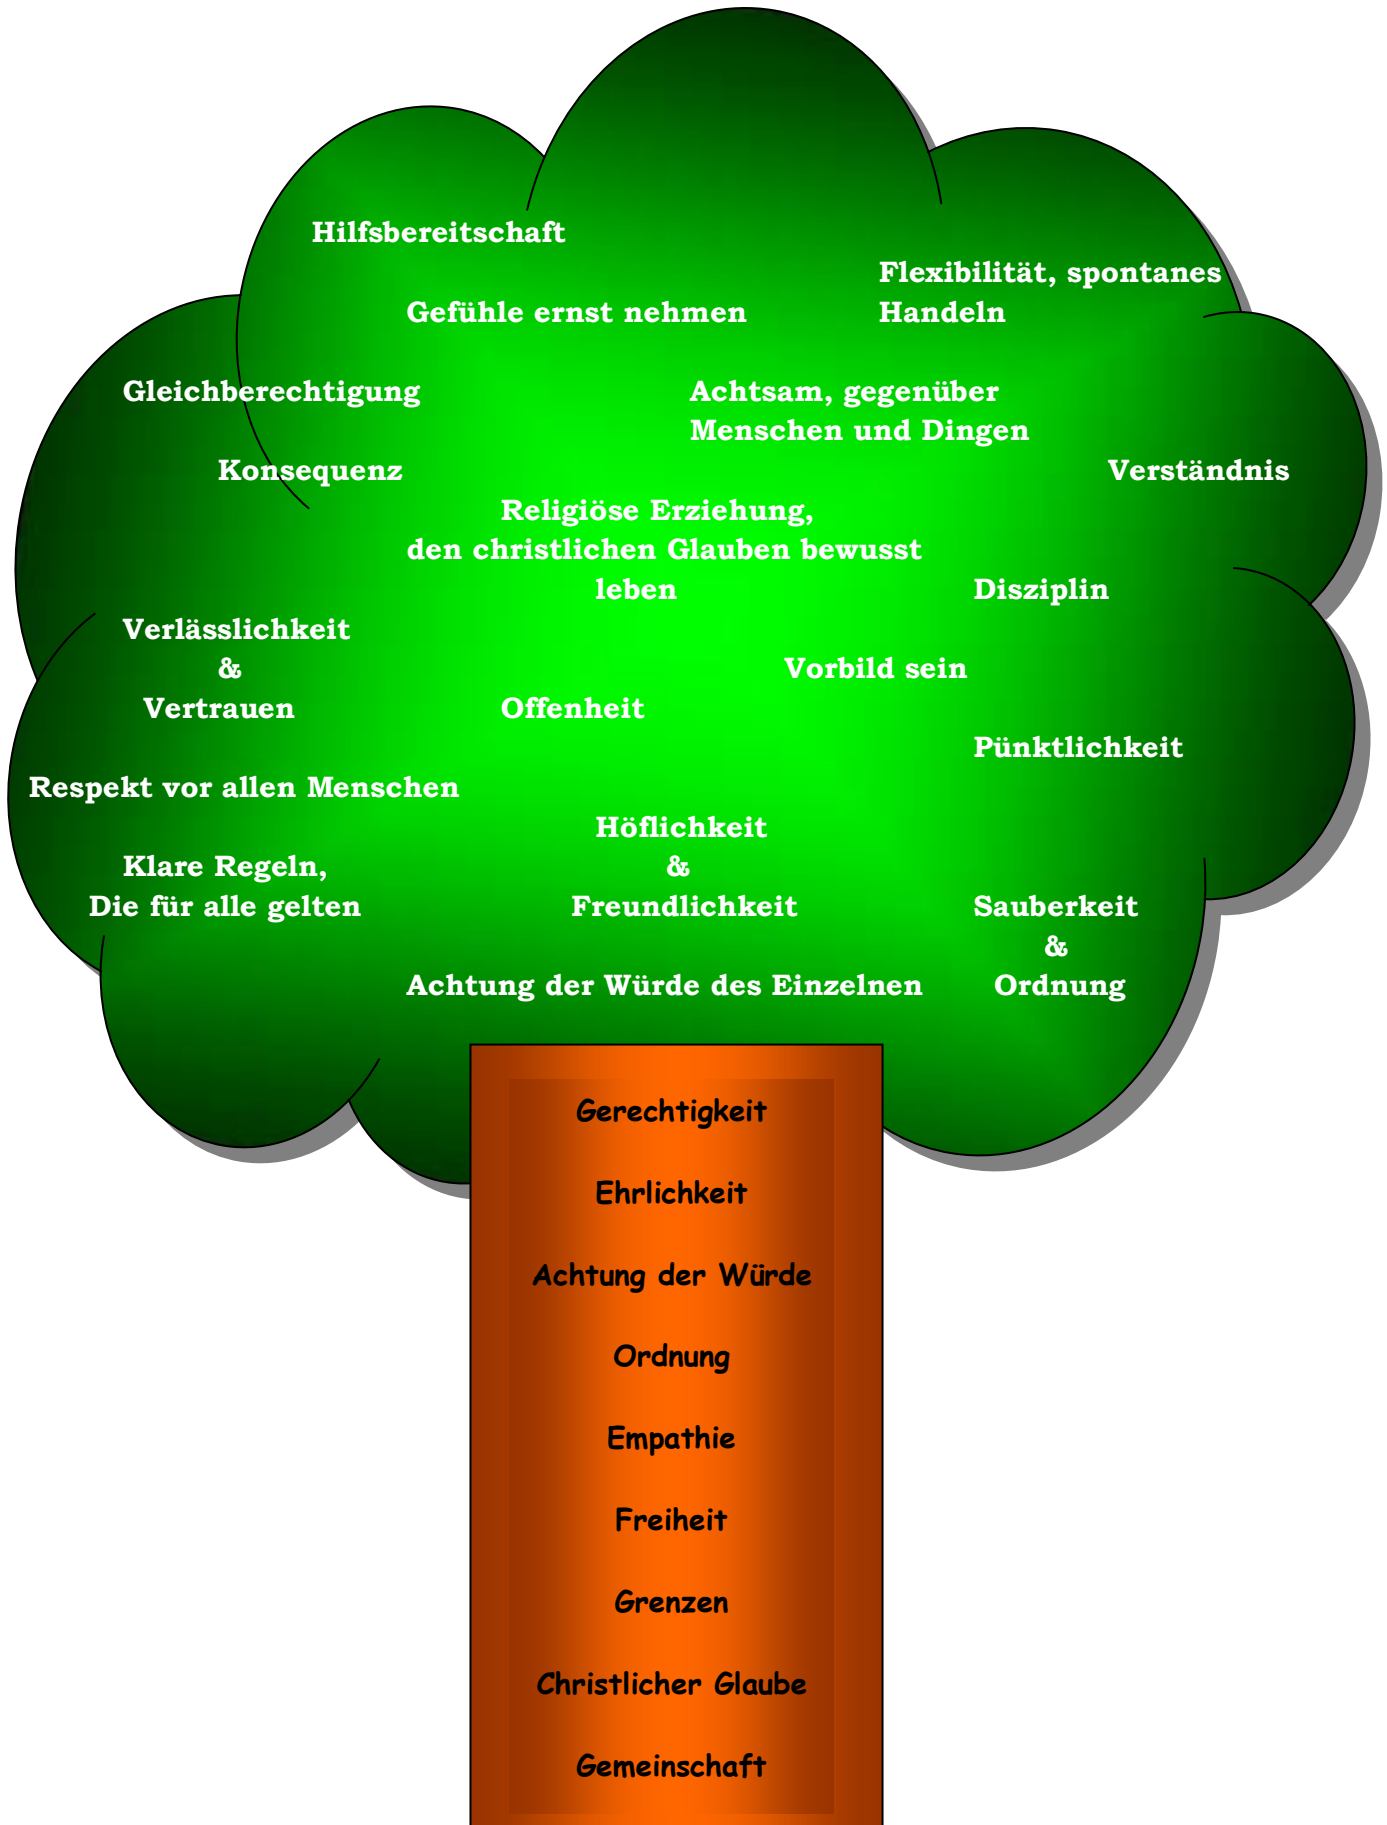 Hilfsbereitschaft
Flexibilität, spontanes
Gefühle ernst nehmen Handeln
Gleichberechtigung Achtsam, gegenüber
Menschen und Dingen
Konsequenz Verständnis
Religiöse Erziehung,
den christlichen Glauben bewusst
leben Disziplin
Verlässlichkeit
& Vorbild sein
Vertrauen Offenheit
Pünktlichkeit
Respekt vor allen Menschen
Höflichkeit
Klare Regeln, &
Die für alle gelten Freundlichkeit Sauberkeit
&
Achtung der Würde des Einzelnen Ordnung
Gerechtigkeit
Ehrlichkeit
Achtung der Würde
Ordnung
Empathie
Freiheit
Grenzen
Christlicher Glaube
Gemeinschaft